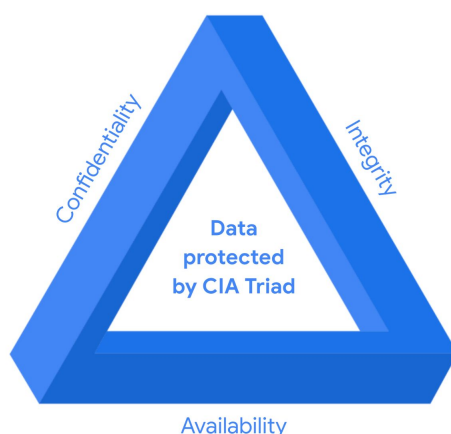 Confidentiality
Integrity
Data
protected
by CIA Triad
Availability